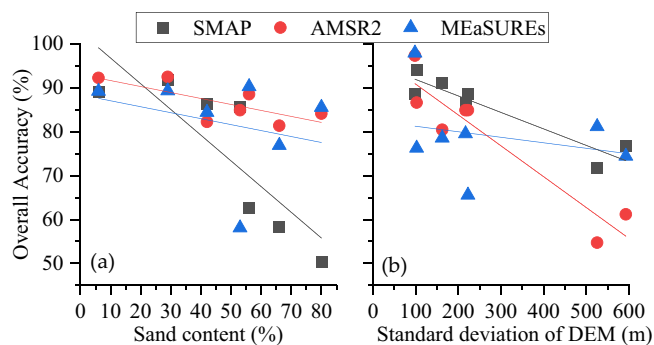 SMAP AMSR2 MEaSUREs
100
90
80
70
60
50
Overall Accuracy (%)
(a)
(b)
0 10 20 30 40 50 60 70 80
0 100 200 300 400 500 600
Sand content (%)
Standard deviation of DEM (m)